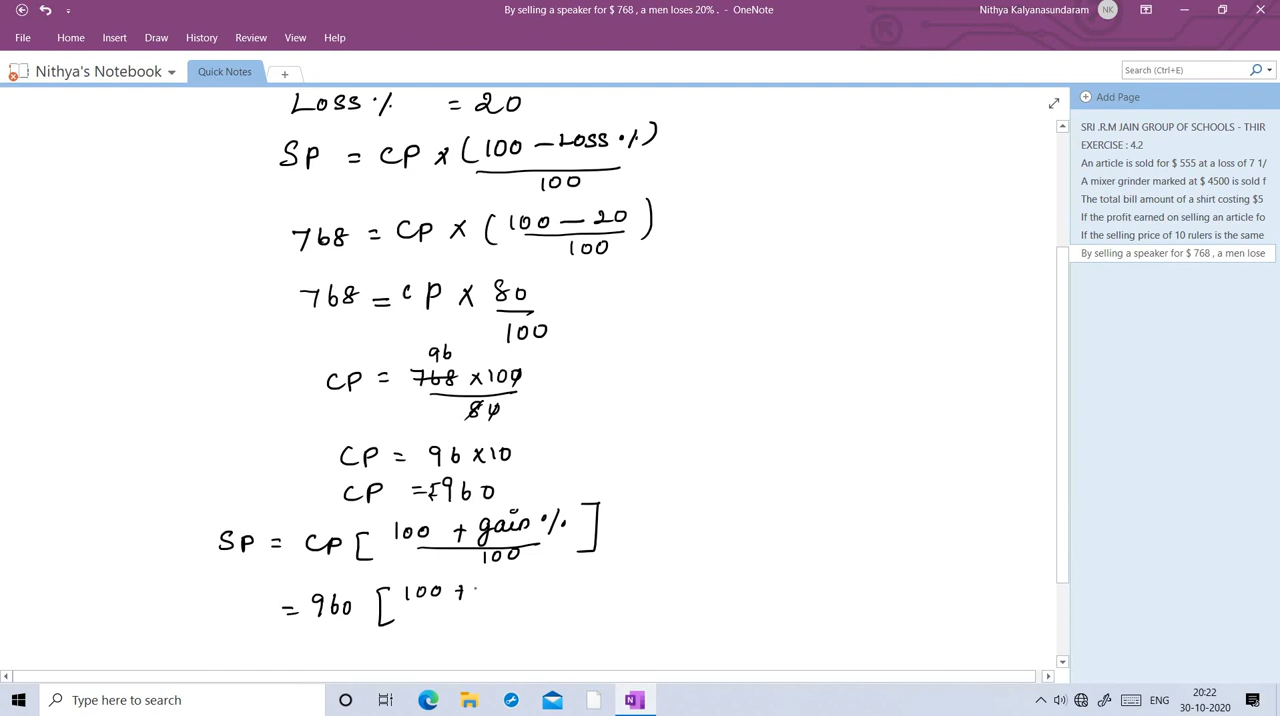 By selling a speaker for $ 768, a men loses 20% . - OneNote
Nithya Kalyanasundaram NK
File Home Insert Draw History Review View Help
Nithya's Notebook Quick Notes + Search (Ctrl+E)
Add Page
SRI .R.M JAIN GROUP OF SCHOOLS - THIR
EXERCISE : 4.2
An article is sold for $ 555 at a loss of 7 1/
A mixer grinder marked at $ 4500 is sold f
The total bill amount of a shirt costing $5
If the profit earned on selling an article fo
If the selling price of 10 rulers is the same
By selling a speaker for $ 768 , a men lose
Loss % = 20
SP = CP × (100 - Loss %)
100
768 = CP × (100 - 20)
100
768 = CP × 80
100
96
CP = 768 × 100
80
CP = 96 × 10
CP = ₹960
SP = CP [ 100 + gain % ]
100
= 960 [ 100 +
Type here to search
ENG
20:22
30-10-2020